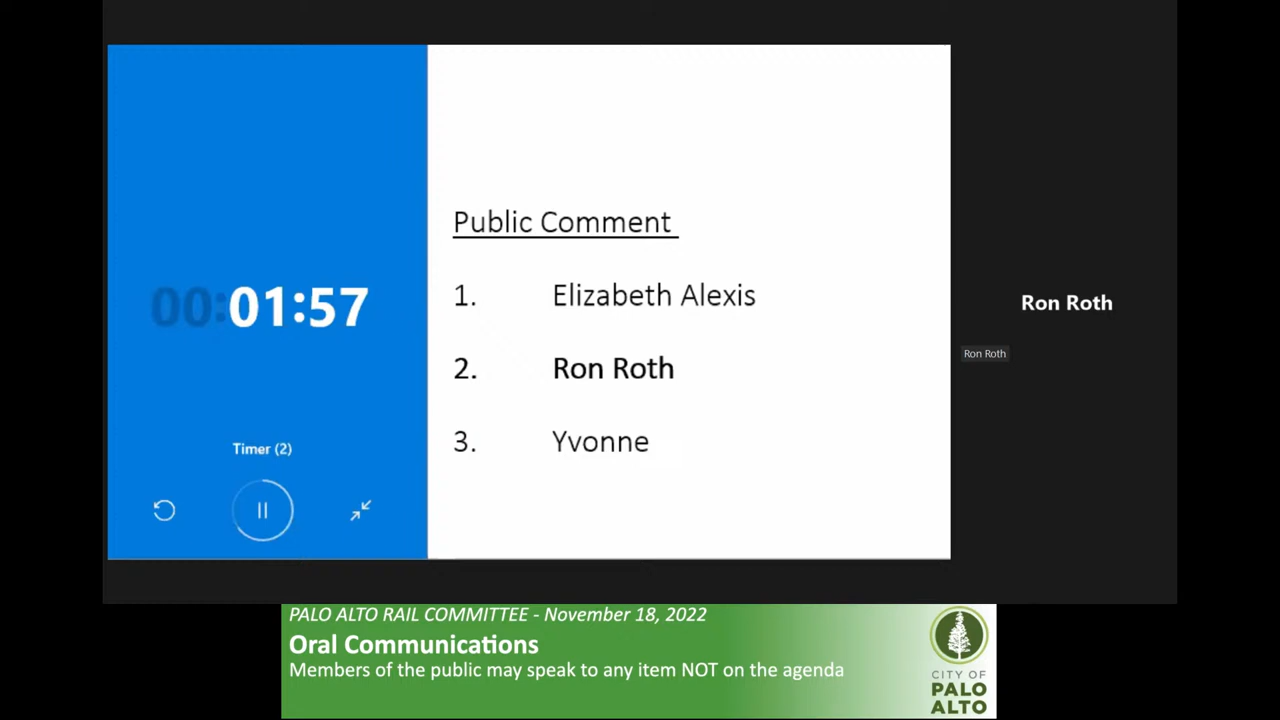 Public Comment
1. Elizabeth Alexis
2. Ron Roth
3. Yvonne
00:01:57
Timer (2)
Ron Roth
Ron Roth
PALO ALTO RAIL COMMITTEE - November 18, 2022
Oral Communications
Members of the public may speak to any item NOT on the agenda
CITY OF
PALO
ALTO